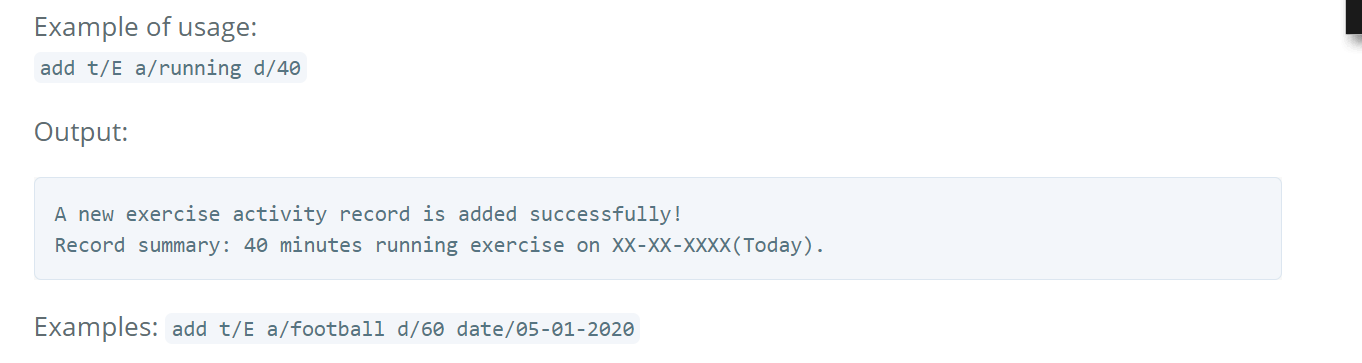 Example of usage:
add t/E a/running d/40
Output:
A new exercise activity record is added successfully!
Record summary: 40 minutes running exercise on XX-XX-XXXX(Today).
Examples: add t/E a/football d/60 date/05-01-2020